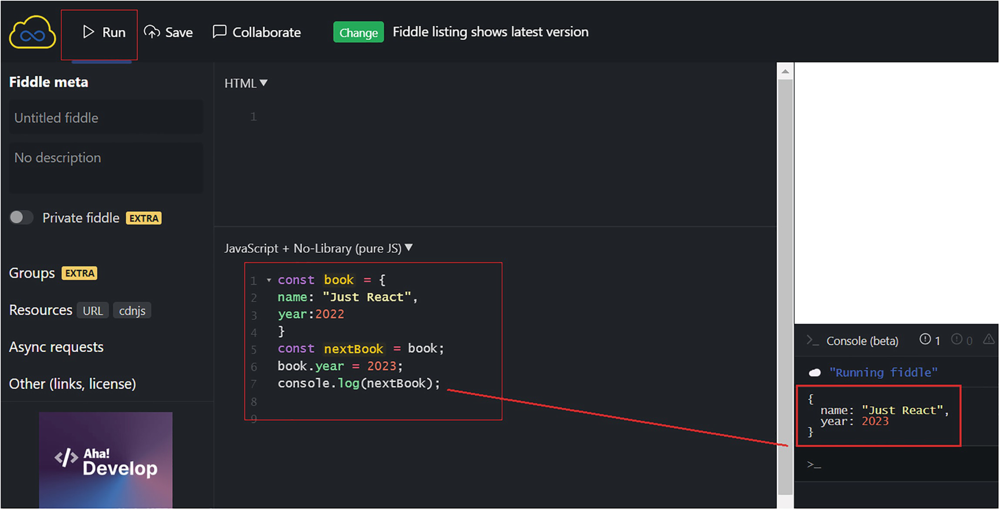 Run
Save
Collaborate
Change
Fiddle listing shows latest version
Fiddle meta
Untitled fiddle
No description
Private fiddle EXTRA
Groups EXTRA
Resources URL cdnjs
Async requests
Other (links, license)
</> Aha!
Develop
HTML ▼
1
JavaScript + No-Library (pure JS) ▼
1 const book = {
2 name: "Just React",
3 year:2022
4 }
5 const nextBook = book;
6 book.year = 2023;
7 console.log(nextBook);
8
9
>_ Console (beta) 1 0
"Running fiddle"
{
name: "Just React",
year: 2023
}
>_